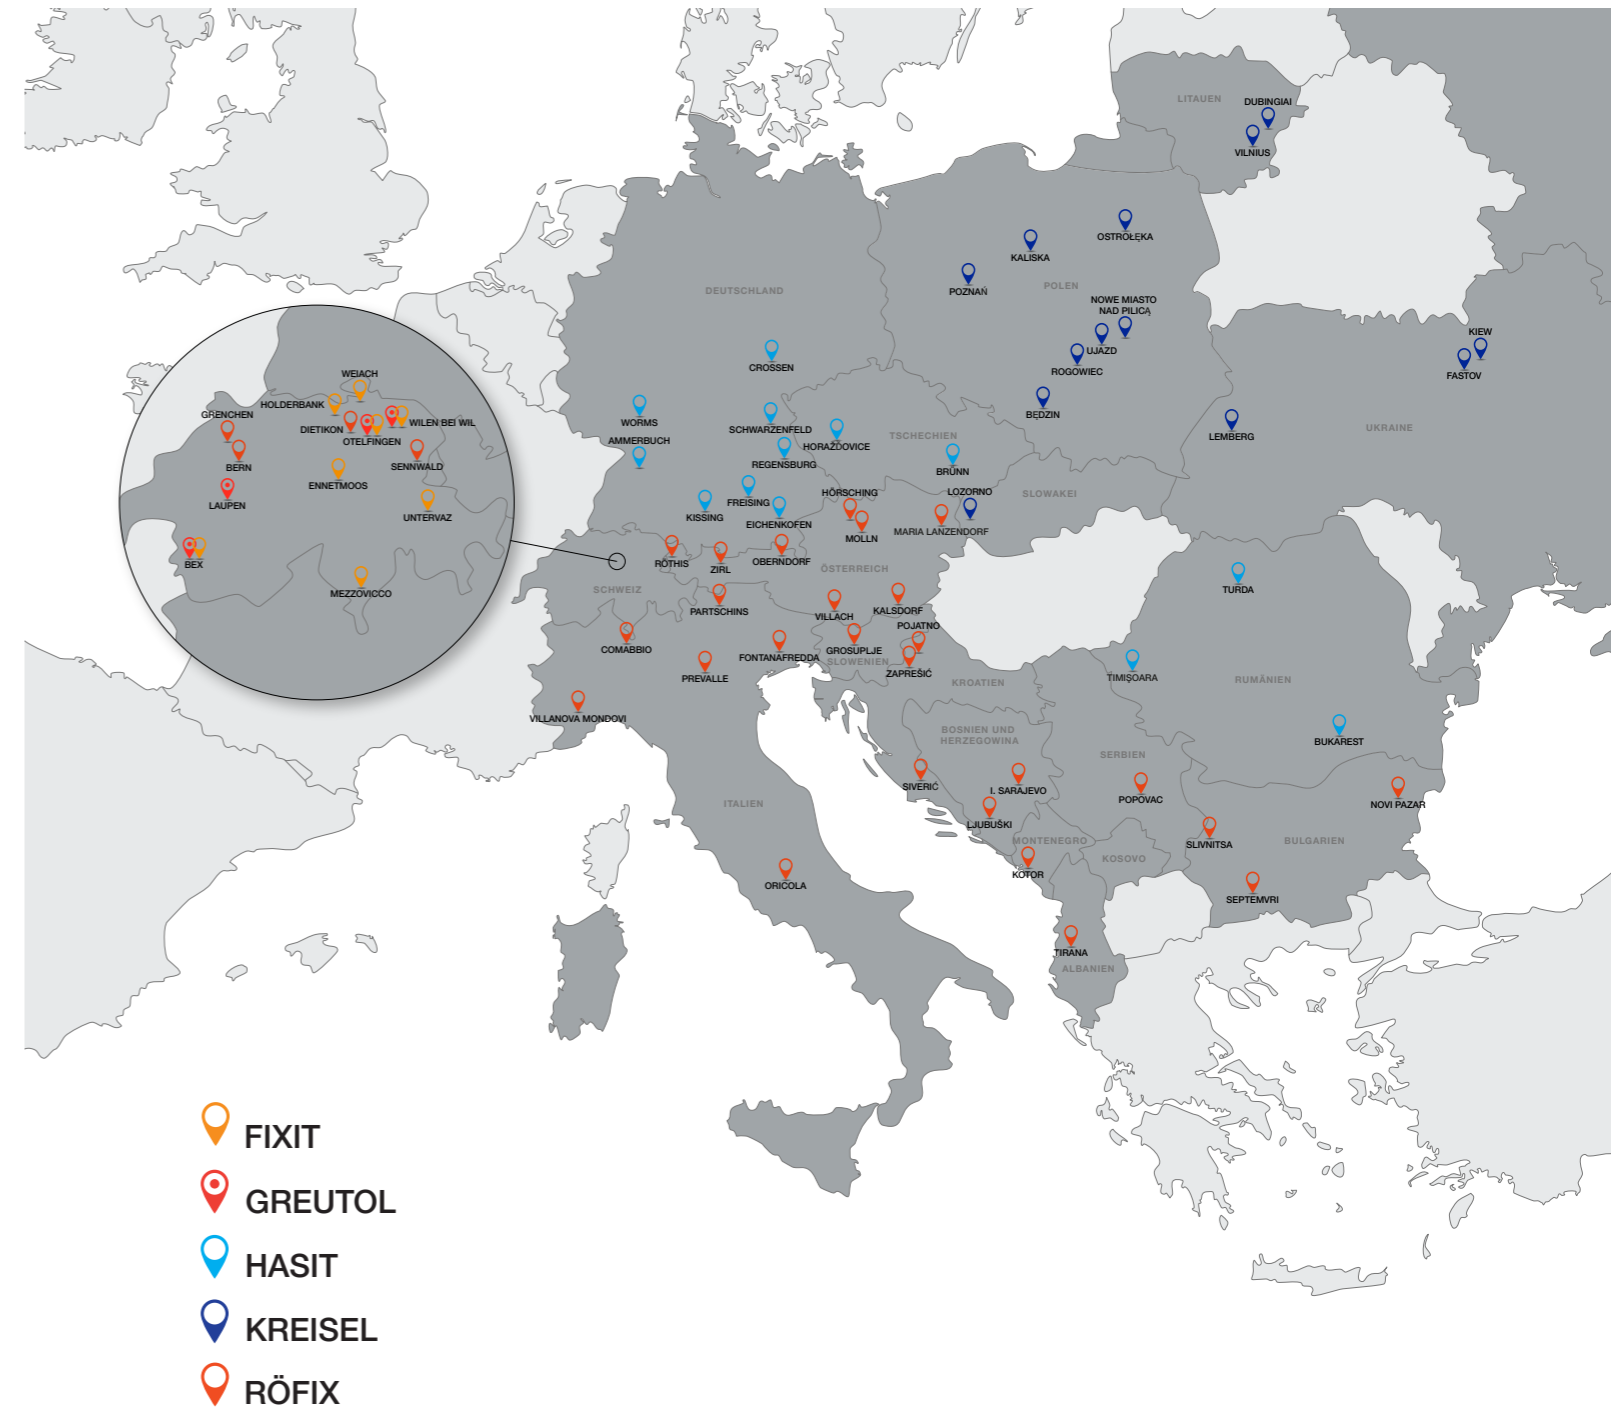 LITAUEN
DUBINGIAI
VILNIUS
OSTROŁĘKA
KALISKA
POZNAŃ
POLEN
DEUTSCHLAND
NOWE MIASTO
NAD PILICĄ
UJAZD
ROGOWIEC
KIEW
FASTOV
CROSSEN
BĘDZIN
LEMBERG
UKRAINE
WORMS
AMMERBUCH
SCHWARZENFELD
HORAŽĎOVICE
TSCHECHIEN
REGENSBURG
BRÜNN
HÖRSCHING
LOZORNO
SLOWAKEI
FREISING
KISSING
EICHENKOFEN
MOLLN
MARIA LANZENDORF
RÖTHIS
ZIRL
OBERNDORF
ÖSTERREICH
SCHWEIZ
PARTSCHINS
VILLACH
KALSDORF
POJATNO
TURDA
COMABBIO
FONTANAFREDDA
GROSUPLJE
SLOWENIEN
ZAPREŠIĆ
PREVALLE
KROATIEN
TIMIȘOARA
RUMÄNIEN
VILLANOVA MONDOVI
BOSNIEN UND
HERZEGOWINA
BUKAREST
SERBIEN
SIVERIĆ
I. SARAJEVO
POPOVAC
NOVI PAZAR
ITALIEN
LJUBUŠKI
MONTENEGRO
KOSOVO
SLIVNITSA
BULGARIEN
KOTOR
ORICOLA
SEPTEMVRI
TIRANA
ALBANIEN
WEIACH
HOLDERBANK
GRENCHEN
DIETIKON
WILEN BEI WIL
OTELFINGEN
BERN
SENNWALD
ENNETMOOS
LAUPEN
UNTERVAZ
BEX
MEZZOVICCO
FIXIT
GREUTOL
HASIT
KREISEL
RÖFIX